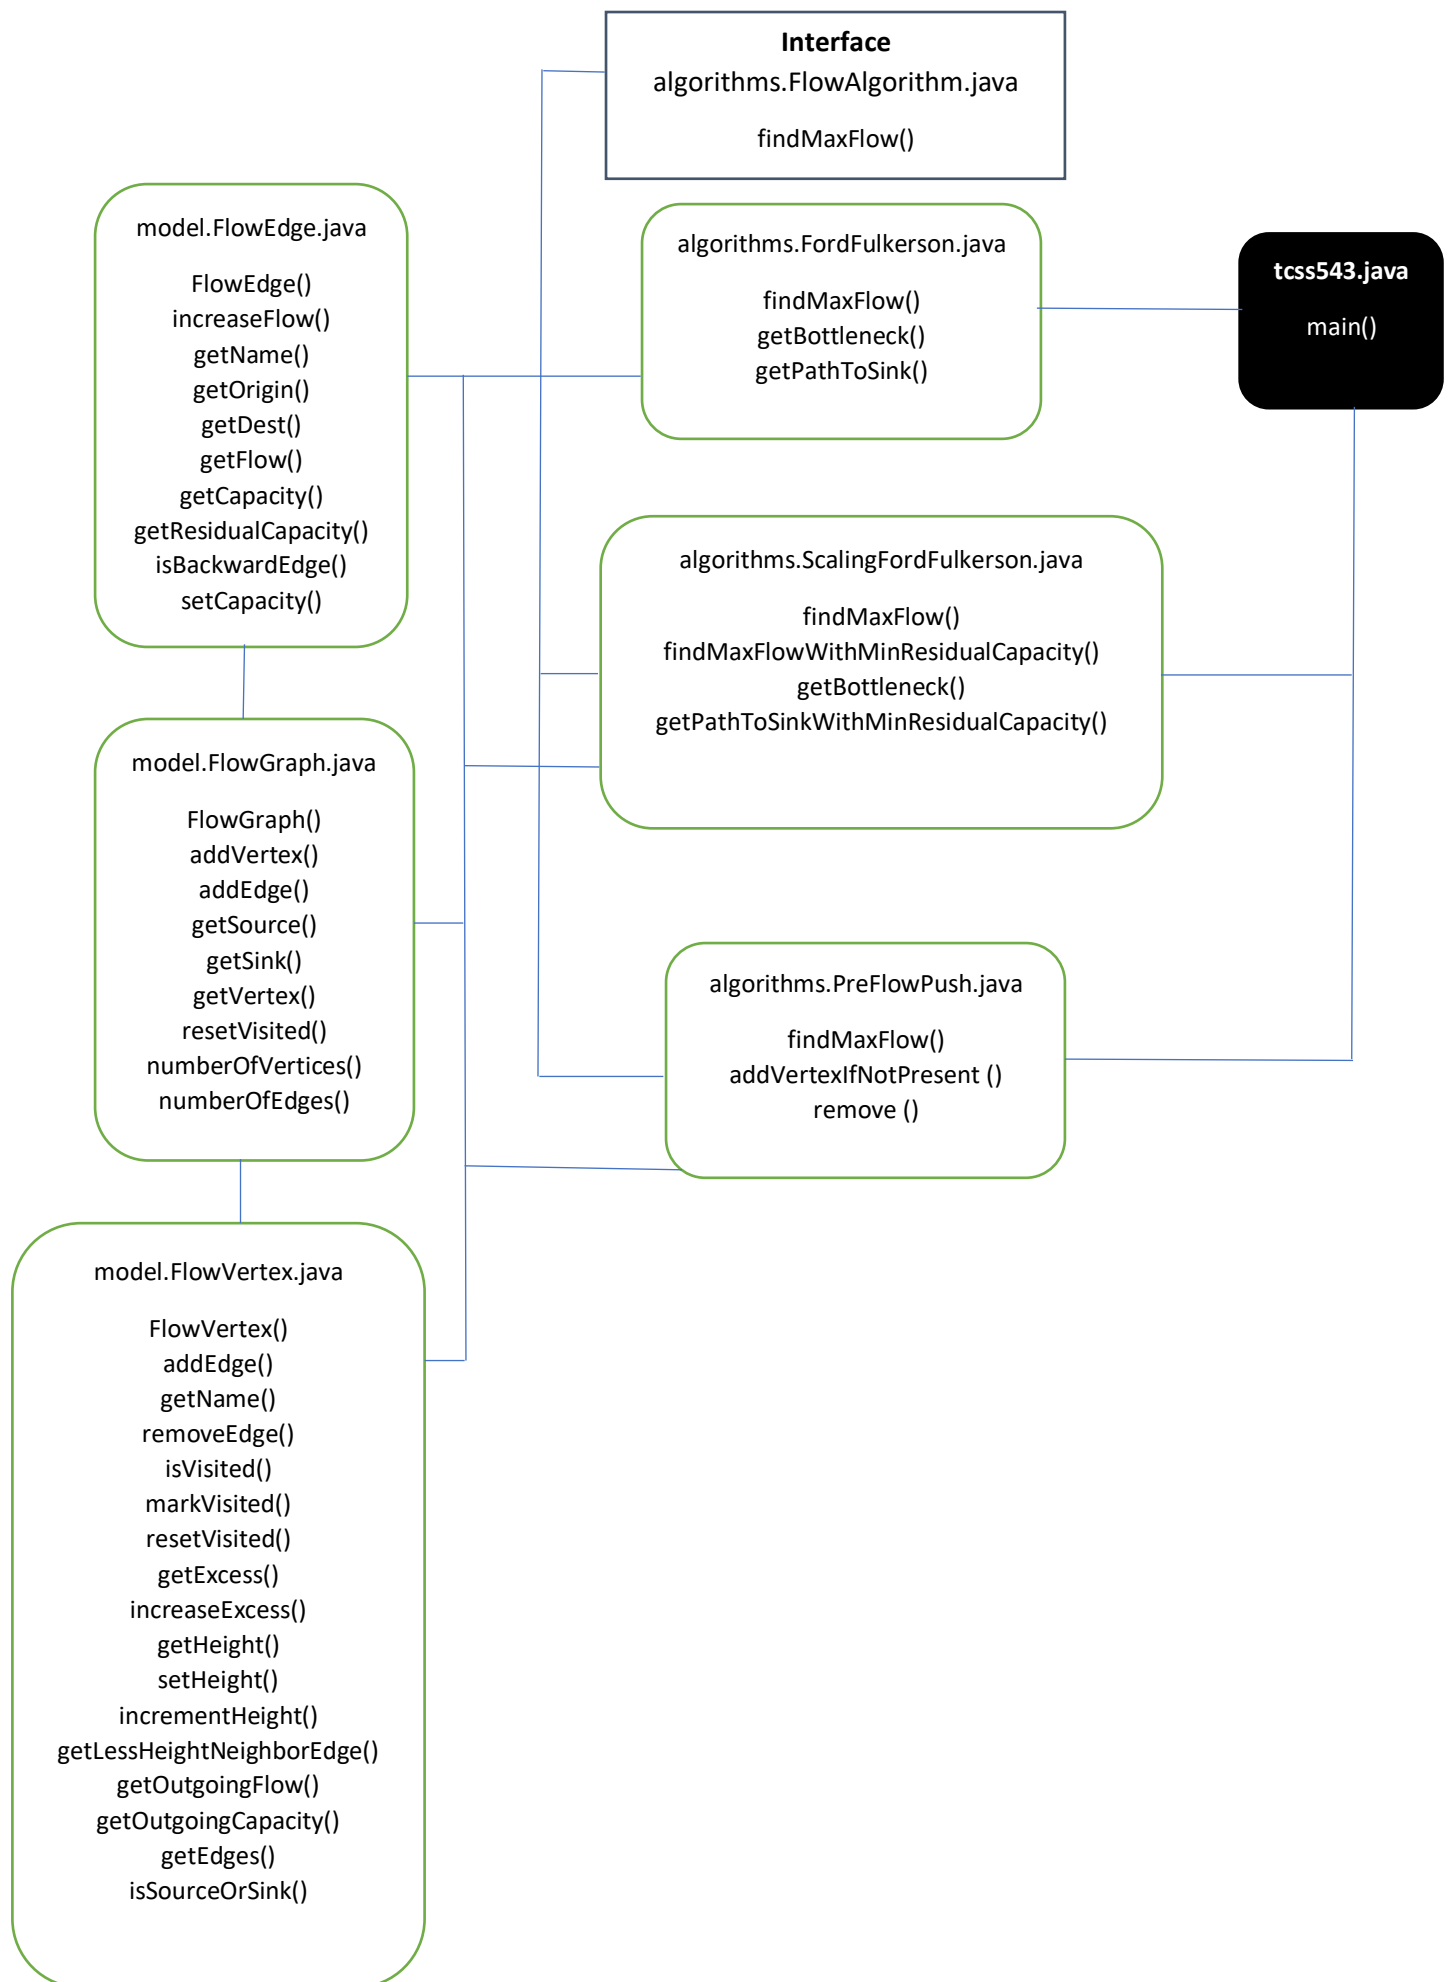 Interface
algorithms.FlowAlgorithm.java
findMaxFlow()
model.FlowEdge.java
FlowEdge()
increaseFlow()
getName()
getOrigin()
getDest()
getFlow()
getCapacity()
getResidualCapacity()
isBackwardEdge()
setCapacity()
algorithms.FordFulkerson.java
findMaxFlow()
getBottleneck()
getPathToSink()
tcss543.java
main()
algorithms.ScalingFordFulkerson.java
findMaxFlow()
findMaxFlowWithMinResidualCapacity()
getBottleneck()
getPathToSinkWithMinResidualCapacity()
model.FlowGraph.java
FlowGraph()
addVertex()
addEdge()
getSource()
getSink()
getVertex()
resetVisited()
numberOfVertices()
numberOfEdges()
algorithms.PreFlowPush.java
findMaxFlow()
addVertexIfNotPresent ()
remove ()
model.FlowVertex.java
FlowVertex()
addEdge()
getName()
removeEdge()
isVisited()
markVisited()
resetVisited()
getExcess()
increaseExcess()
getHeight()
setHeight()
incrementHeight()
getLessHeightNeighborEdge()
getOutgoingFlow()
getOutgoingCapacity()
getEdges()
isSourceOrSink()